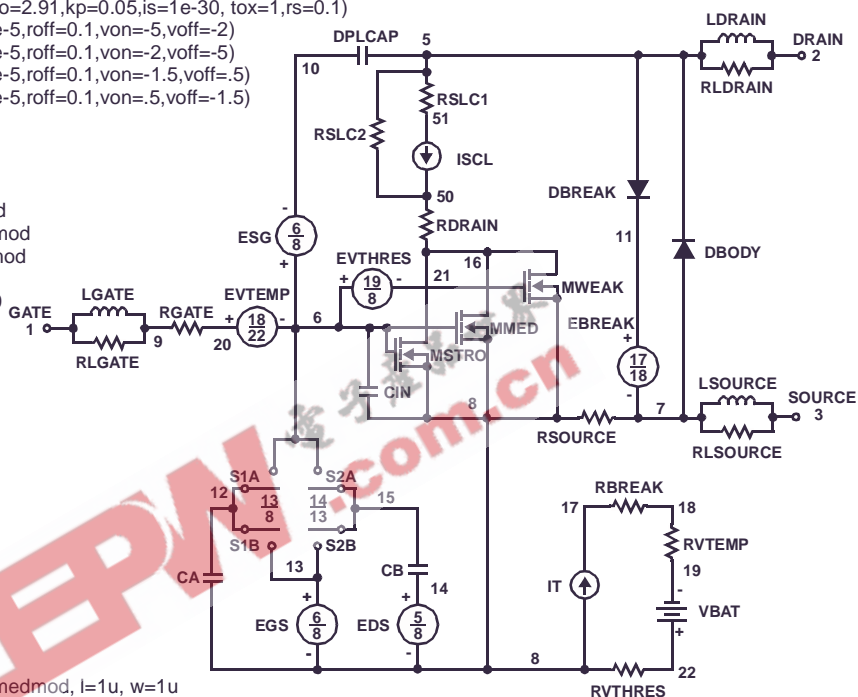 o=2.91,kp=0.05,is=1e-30, tox=1,rs=0.1)
e-5,roff=0.1,von=-5,voff=-2)
e-5,roff=0.1,von=-2,voff=-5)
e-5,roff=0.1,von=-1.5,voff=.5)
e-5,roff=0.1,von=.5,voff=-1.5)
LDRAIN
DPLCAP
5
DRAIN
2
10
RLDRAIN
RSLC1
51
RSLC2
ISCL
50
DBREAK
RDRAIN
ESG
6
8
-
+
11
DBODY
EVTHRES
16
21
+
19
8
-
MWEAK
LGATE
EVTEMP
GATE
1
RGATE
+
18
22
-
6
MMED
EBREAK
+
17
18
-
RLGATE
9
20
MSTRO
CIN
LSOURCE
8
SOURCE
3
7
RSOURCE
RLSOURCE
S1A
S2A
12
13
8
14
13
15
S1B
S2B
17
RBREAK
18
RVTEMP
13
CA
CB
19
14
IT
-
VBAT
+
+
EGS
6
8
-
+
EDS
5
8
-
8
22
RVTHRES
medmod, l=1u, w=1u
EPW
.com.cn